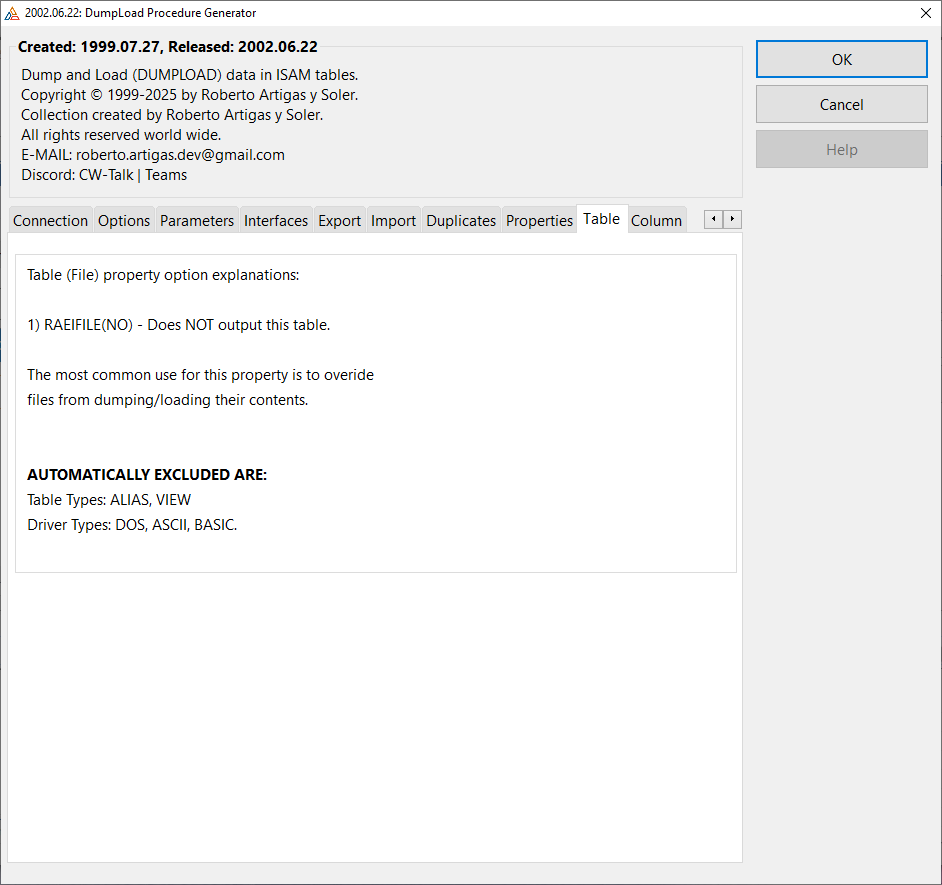 2002.06.22: DumpLoad Procedure Generator
Created: 1999.07.27, Released: 2002.06.22
Dump and Load (DUMPLOAD) data in ISAM tables.
Copyright © 1999-2025 by Roberto Artigas y Soler.
Collection created by Roberto Artigas y Soler.
All rights reserved world wide.
E-MAIL: roberto.artigas.dev@gmail.com
Discord: CW-Talk | Teams
OK
Cancel
Help
Connection Options Parameters Interfaces Export Import Duplicates Properties Table Column
Table (File) property option explanations:
1) RAEIFILE(NO) - Does NOT output this table.
The most common use for this property is to overide
files from dumping/loading their contents.
AUTOMATICALLY EXCLUDED ARE:
Table Types: ALIAS, VIEW
Driver Types: DOS, ASCII, BASIC.